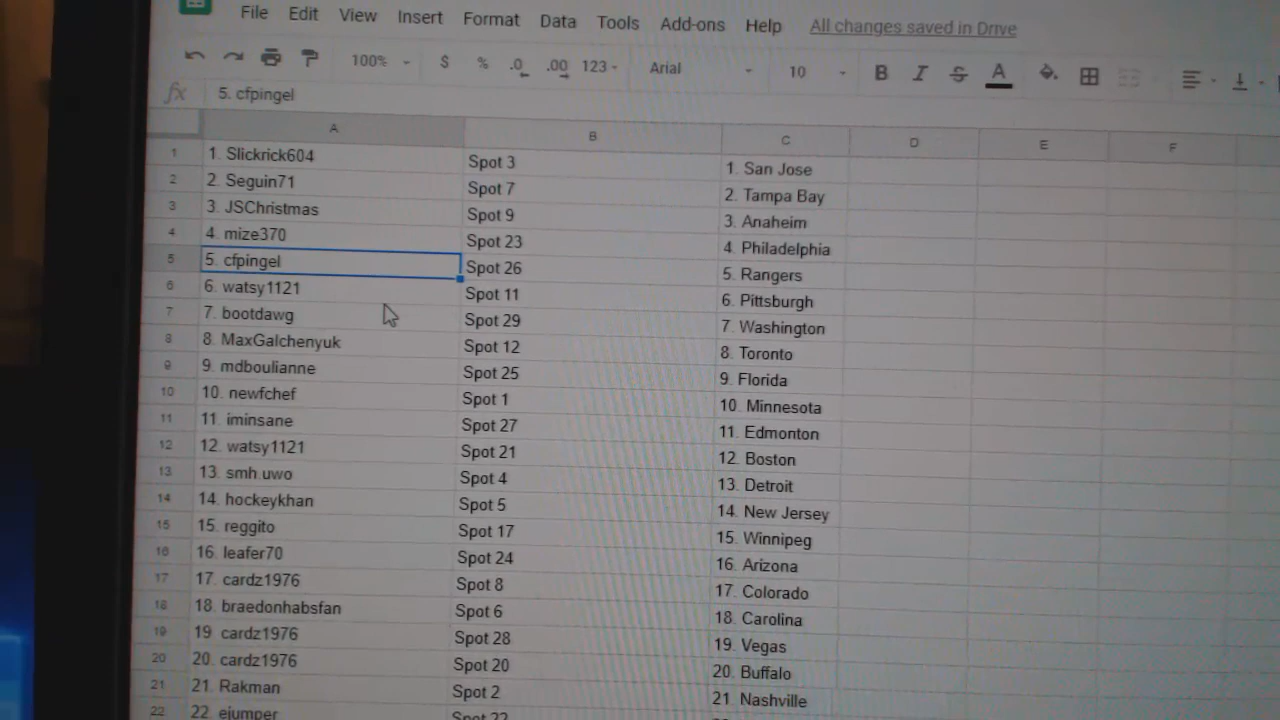 File Edit View Insert Format Data Tools Add-ons Help All changes saved in Drive
100% $ % .0 .00 123 Arial 10 B I S A
fx 5. cfpingel
A B C D E F
1 1. Slickrick604 Spot 3 1. San Jose
2 2. Seguin71 Spot 7 2. Tampa Bay
3 3. JSChristmas Spot 9 3. Anaheim
4 4. mize370 Spot 23 4. Philadelphia
5 5. cfpingel Spot 26 5. Rangers
6 6. watsy1121 Spot 11 6. Pittsburgh
7 7. bootdawg Spot 29 7. Washington
8 8. MaxGalchenyuk Spot 12 8. Toronto
9 9. mdboulianne Spot 25 9. Florida
10 10. newfchef Spot 1 10. Minnesota
11 11. iminsane Spot 27 11. Edmonton
12 12. watsy1121 Spot 21 12. Boston
13 13. smh uwo Spot 4 13. Detroit
14 14. hockeykhan Spot 5 14. New Jersey
15 15. reggito Spot 17 15. Winnipeg
16 16. leafer70 Spot 24 16. Arizona
17 17. cardz1976 Spot 8 17. Colorado
18 18. braedonhabsfan Spot 6 18. Carolina
19 19 cardz1976 Spot 28 19. Vegas
20 20. cardz1976 Spot 20 20. Buffalo
21 21. Rakman Spot 2 21. Nashville
22 22. ejumper Spot 22